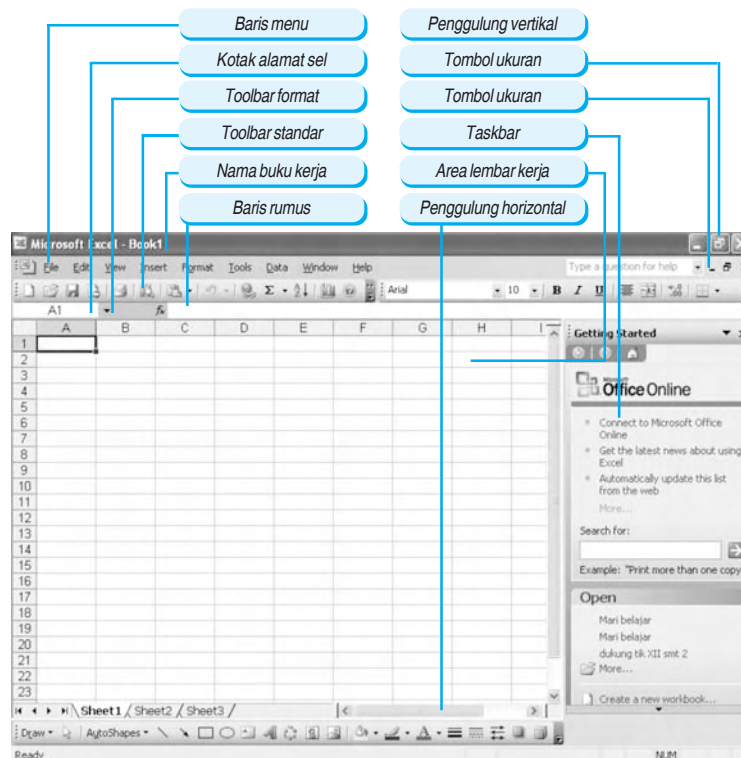 Baris menu
Penggulung vertikal
Kotak alamat sel
Tombol ukuran
Toolbar format
Tombol ukuran
Toolbar standar
Taskbar
Nama buku kerja
Area lembar kerja
Baris rumus
Penggulung horizontal
Microsoft Excel - Book1
File Edit View Insert Format Tools Data Window Help
Type a question for help
Arial 10 B I U
A1 fx
A B C D E F G H I
1
2
3
4
5
6
7
8
9
10
11
12
13
14
15
16
17
18
19
20
21
22
23
Getting Started
Microsoft
Office Online
Connect to Microsoft Office
Online
Get the latest news about using
Excel
Automatically update this list
from the web
More...
Search for:
Example: "Print more than one copy
Open
Mari belajar
Mari belajar
dukung tik XII smt 2
More...
Create a new workbook...
Sheet1 / Sheet2 / Sheet3 /
Draw AutoShapes
Ready
NUM